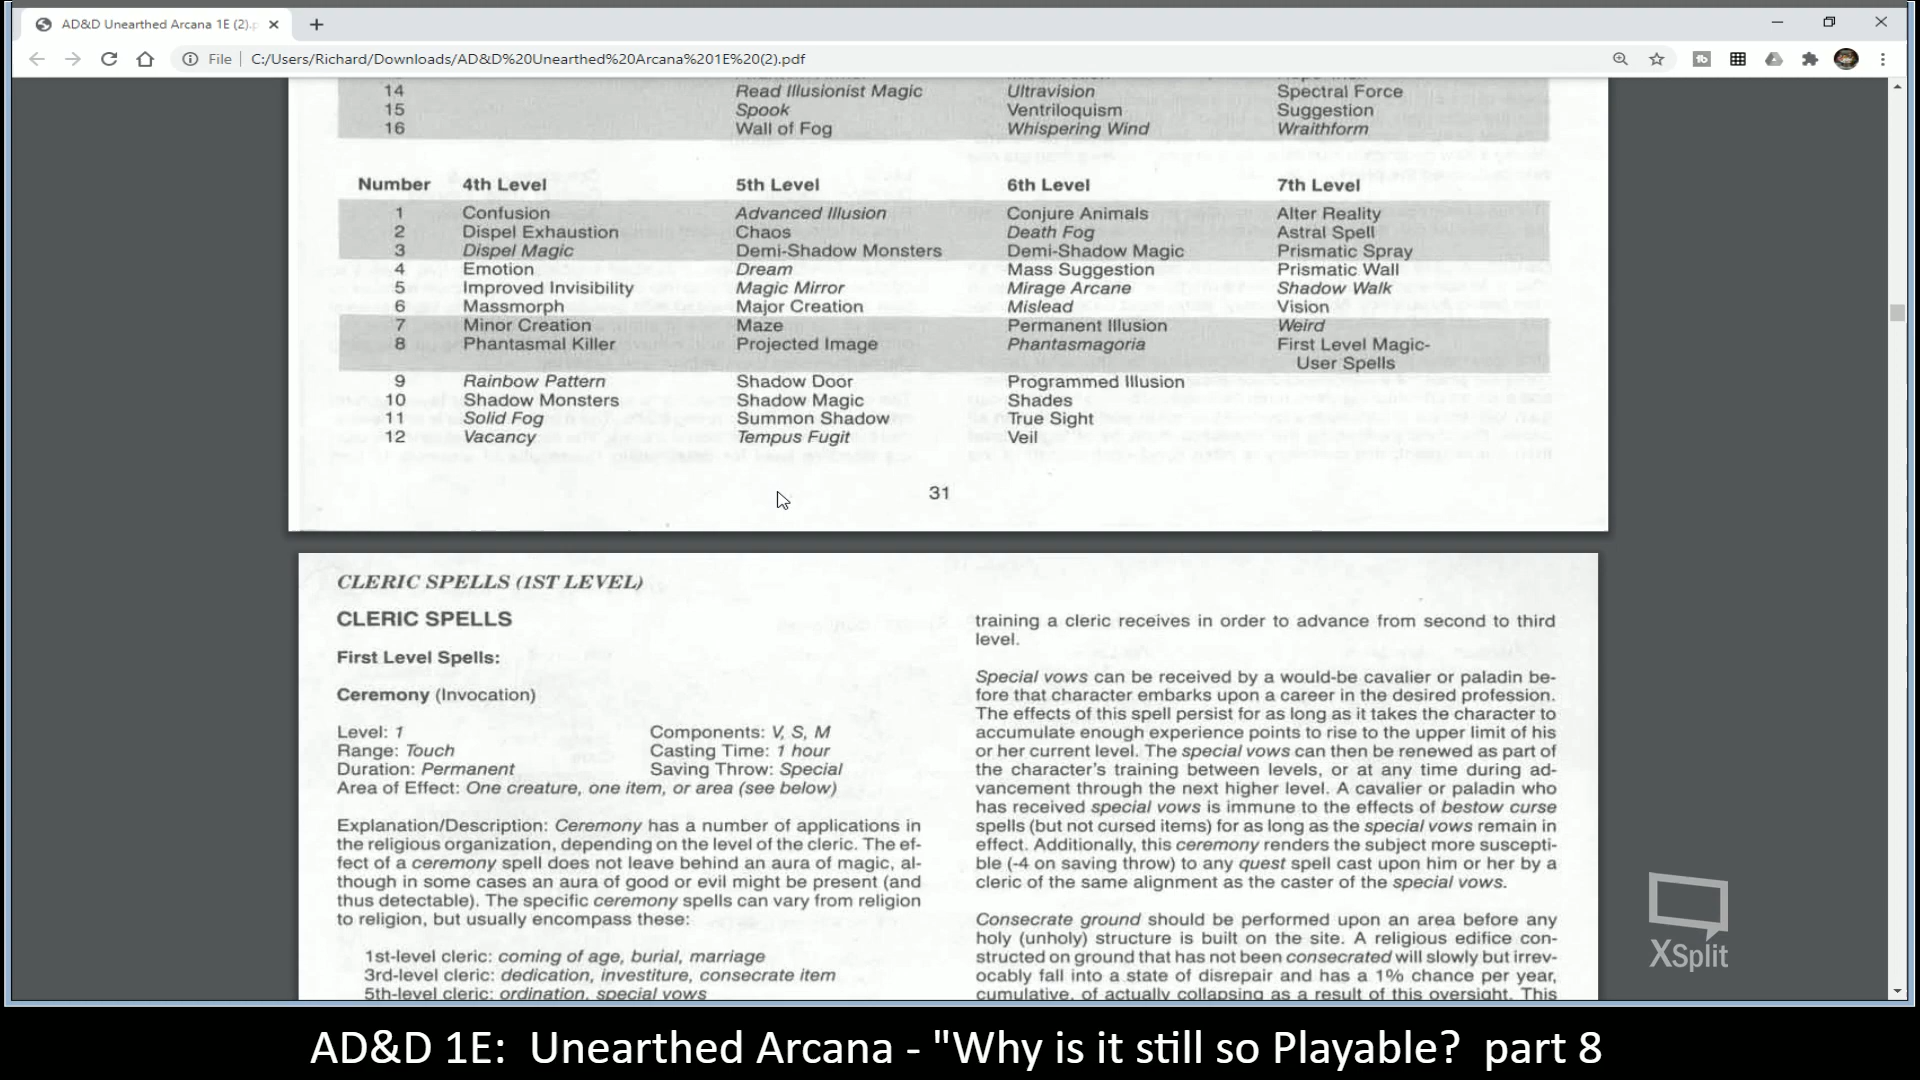 AD&D Unearthed Arcana 1E (2).p
File | C:/Users/Richard/Downloads/AD&D%20Unearthed%20Arcana%201E%20(2).pdf
14 Read Illusionist Magic Ultravision Spectral Force
15 Spook Ventriloquism Suggestion
16 Wall of Fog Whispering Wind Wraithform
Number 4th Level 5th Level 6th Level 7th Level
1 Confusion Advanced Illusion Conjure Animals Alter Reality
2 Dispel Exhaustion Chaos Death Fog Astral Spell
3 Dispel Magic Demi-Shadow Monsters Demi-Shadow Magic Prismatic Spray
4 Emotion Dream Mass Suggestion Prismatic Wall
5 Improved Invisibility Magic Mirror Mirage Arcane Shadow Walk
6 Massmorph Major Creation Mislead Vision
7 Minor Creation Maze Permanent Illusion Weird
8 Phantasmal Killer Projected Image Phantasmagoria First Level Magic-
User Spells
9 Rainbow Pattern Shadow Door Programmed Illusion
10 Shadow Monsters Shadow Magic Shades
11 Solid Fog Summon Shadow True Sight
12 Vacancy Tempus Fugit Veil
31
CLERIC SPELLS (1ST LEVEL)
CLERIC SPELLS
First Level Spells:
Ceremony (Invocation)
Level: 1 Components: V, S, M
Range: Touch Casting Time: 1 hour
Duration: Permanent Saving Throw: Special
Area of Effect: One creature, one item, or area (see below)
Explanation/Description: Ceremony has a number of applications in
the religious organization, depending on the level of the cleric. The ef-
fect of a ceremony spell does not leave behind an aura of magic, al-
though in some cases an aura of good or evil might be present (and
thus detectable). The specific ceremony spells can vary from religion
to religion, but usually encompass these:
1st-level cleric: coming of age, burial, marriage
3rd-level cleric: dedication, investiture, consecrate item
5th-level cleric: ordination, special vows
training a cleric receives in order to advance from second to third
level.
Special vows can be received by a would-be cavalier or paladin be-
fore that character embarks upon a career in the desired profession.
The effects of this spell persist for as long as it takes the character to
accumulate enough experience points to rise to the upper limit of his
or her current level. The special vows can then be renewed as part of
the character's training between levels, or at any time during ad-
vancement through the next higher level. A cavalier or paladin who
has received special vows is immune to the effects of bestow curse
spells (but not cursed items) for as long as the special vows remain in
effect. Additionally, this ceremony renders the subject more suscepti-
ble (-4 on saving throw) to any quest spell cast upon him or her by a
cleric of the same alignment as the caster of the special vows.
Consecrate ground should be performed upon an area before any
holy (unholy) structure is built on the site. A religious edifice con-
structed on ground that has not been consecrated will slowly but irrev-
ocably fall into a state of disrepair and has a 1% chance per year,
cumulative, of actually collapsing as a result of this oversight. This
XSplit
AD&D 1E: Unearthed Arcana - "Why is it still so Playable? part 8